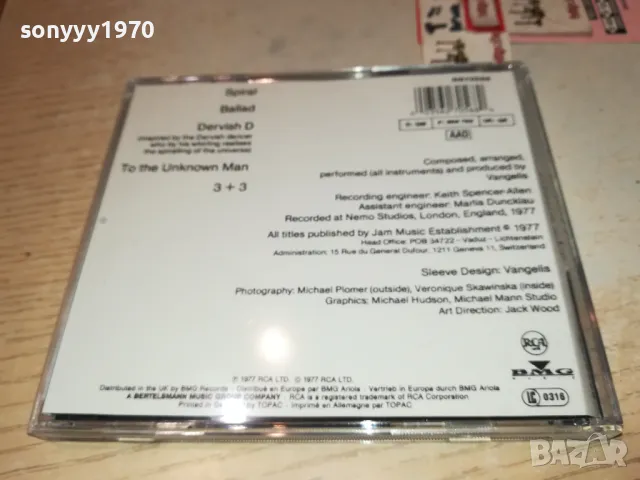 sonyyy1970
Spiral
Ballad
Dervish D
(inspired by the Dervish dancer
who by his whirling realises
the spiralling of the universe)
To the Unknown Man
3 + 3
AAD
Composed, arranged,
performed (all instruments) and produced by
Vangelis
Recording engineer: Keith Spencer-Allen
Assistant engineer: Marlis Duncklau
Recorded at Nemo Studios, London, England, 1977
All titles published by Jam Music Establishment © 1977
Head Office: POB 34722 - Vaduz - Lichtenstein
Administration: 15 Rue du General Dufour, 1211 Geneva 11, Switzerland
Sleeve Design: Vangelis
Photography: Michael Plomer (outside), Veronique Skawinska (inside)
Graphics: Michael Hudson, Michael Mann Studio
Art Direction: Jack Wood
RCA
BMG
℗ 1977 RCA LTD. © 1977 RCA LTD.
Distributed in the UK by BMG Records · Distribué en Europe par BMG Ariola · Vertrieb in Europe durch BMG Ariola
A BERTELSMANN MUSIC GROUP COMPANY · RCA is a registered trademark of RCA Corporation
Printed in Germany by TOPAC · Imprimé en Allemagne par TOPAC.
LC 0316
BAZAR
bg